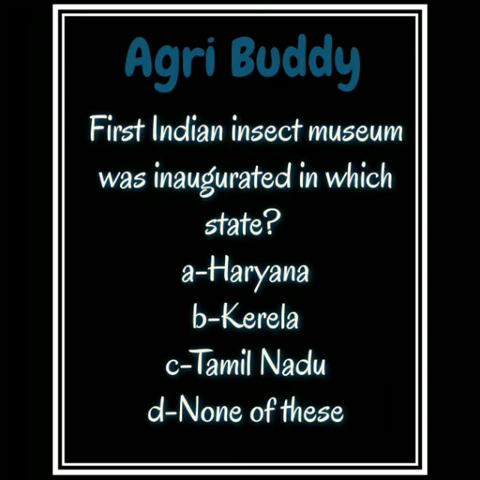 Agri Buddy
First Indian insect museum
was inaugurated in which
state?
a-Haryana
b-Kerela
c-Tamil Nadu
d-None of these